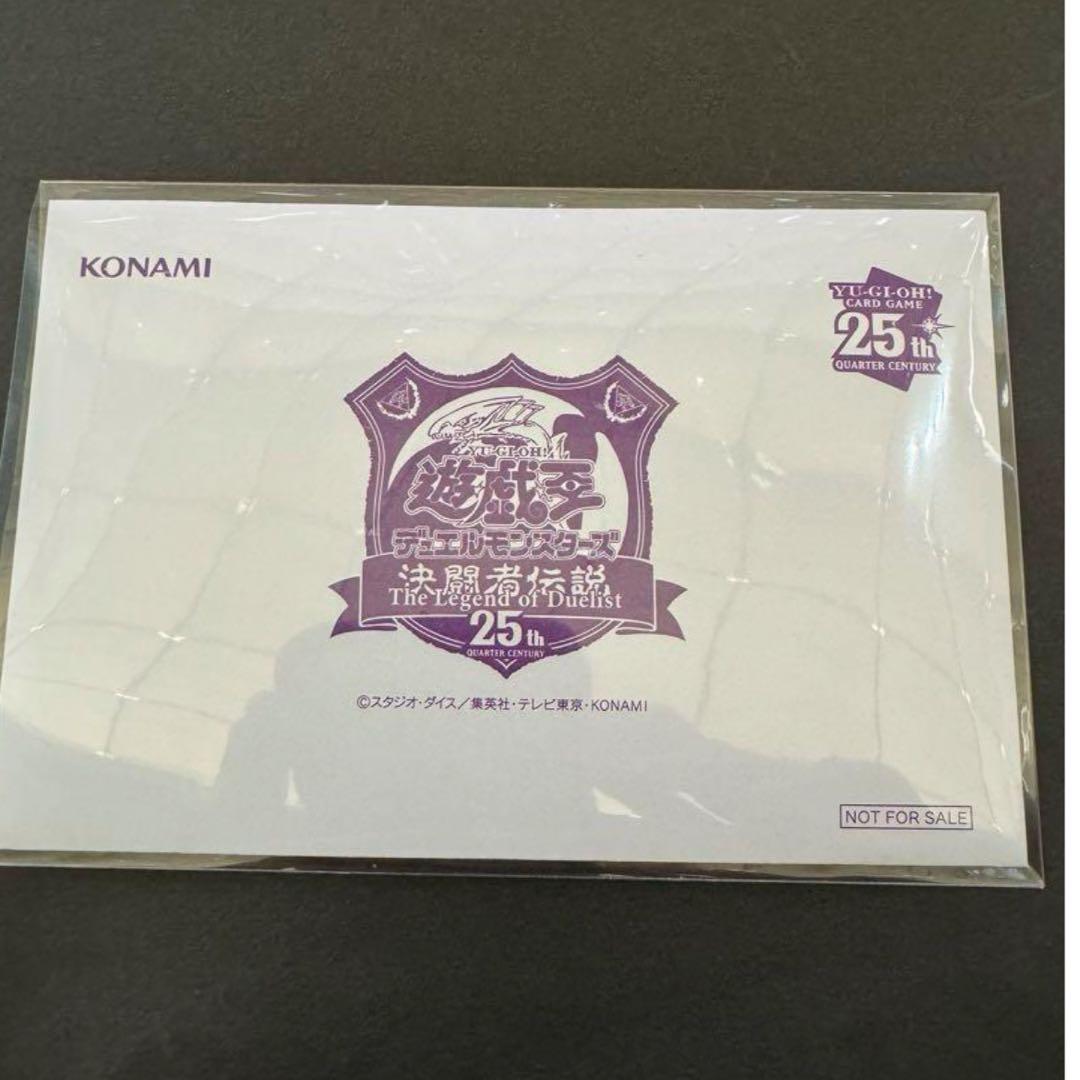 KONAMI
YU-GI-OH!
CARD GAME
25th
QUARTER CENTURY
YU-GI-OH!
遊戯王
デュエルモンスターズ
決闘者伝説
The Legend of Duelist
25th
QUARTER CENTURY
©スタジオ・ダイス／集英社・テレビ東京・KONAMI
NOT FOR SALE